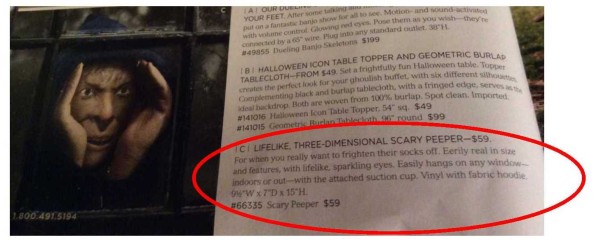 | A | OUR DUELING
YOUR FEET. After some talking and
put on a fantastic banjo show for all to see. Motion- and sound-activated
with volume control. Glowing red eyes. Pose them as you wish—they're
connected by a 65" wire. Plug into any standard outlet. 38"H.
#49855 Dueling Banjo Skeletons $199
| B | HALLOWEEN ICON TABLE TOPPER AND GEOMETRIC BURLAP
TABLECLOTH—FROM $49. Set a frightfully fun Halloween table. Topper
creates the perfect look for your ghoulish buffet, with six different silhouettes.
Complementing black and burlap tablecloth, with a fringed edge, serves as the
ideal backdrop. Both are woven from 100% burlap. Spot clean. Imported.
#141016 Halloween Icon Table Topper, 54" sq. $49
#141015 Geometric Burlap Tablecloth, 96" round $99
| C | LIFELIKE, THREE-DIMENSIONAL SCARY PEEPER—$59.
For when you really want to frighten their socks off. Eerily real in size
and features, with lifelike, sparkling eyes. Easily hangs on any window—
indoors or out—with the attached suction cup. Vinyl with fabric hoodie.
9½"W x 7"D x 15"H.
#66335 Scary Peeper $59
C
1.800.491.5194